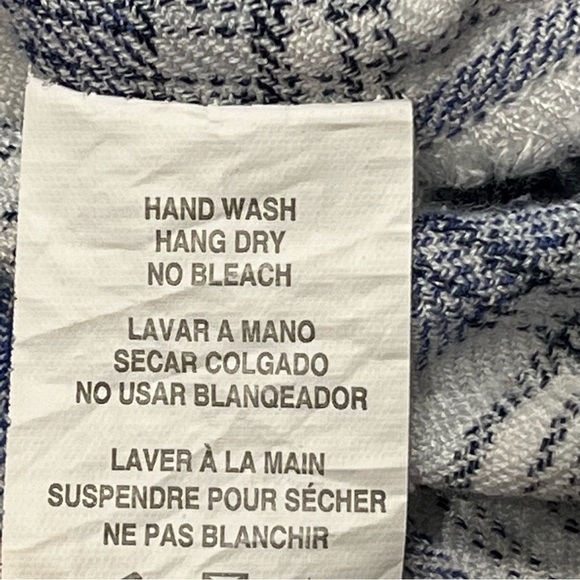 HAND WASH
HANG DRY
NO BLEACH
LAVAR A MANO
SECAR COLGADO
NO USAR BLANQEADOR
LAVER À LA MAIN
SUSPENDRE POUR SÉCHER
NE PAS BLANCHIR